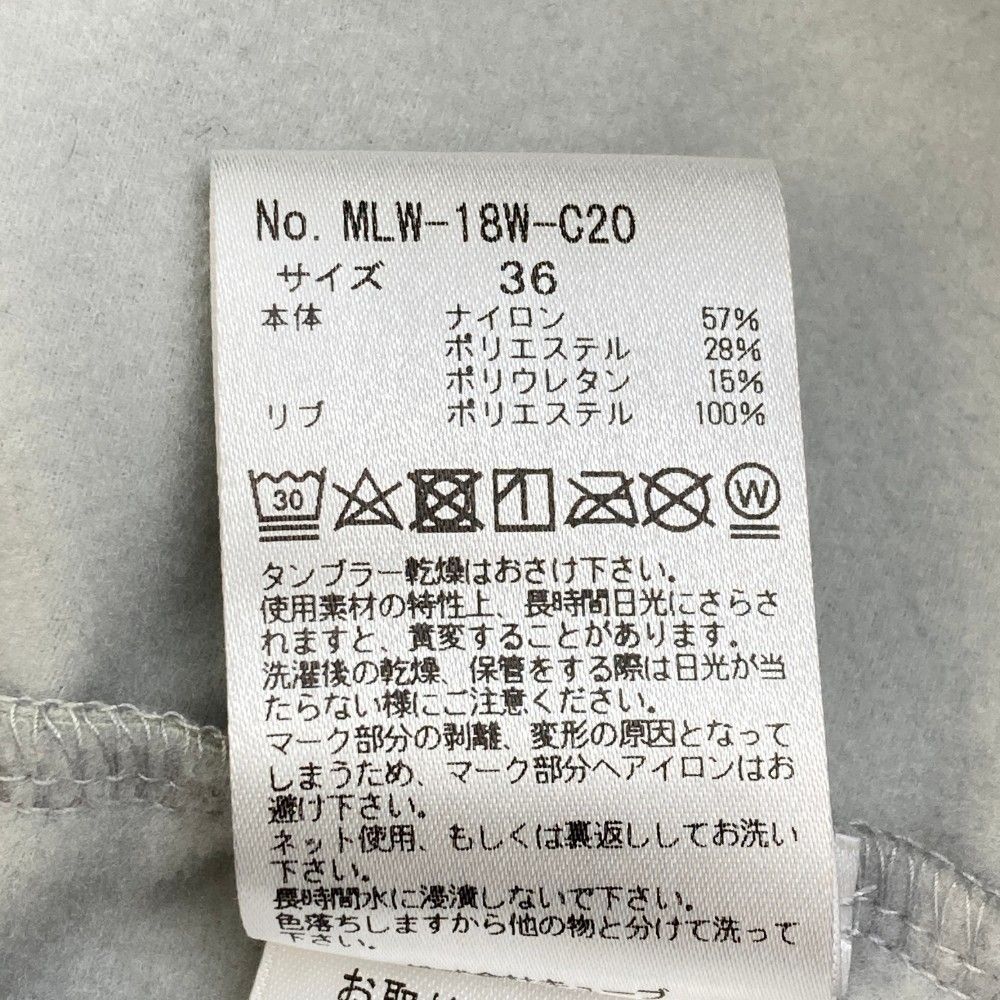 No. MLW-18W-C20
サイズ 36
本体 ナイロン 57%
ポリエステル 28%
ポリウレタン 15%
リブ ポリエステル 100%
30 W
タンブラー乾燥はおさけ下さい。
使用素材の特性上、長時間日光にさらさ
れますと、黄変することがあります。
洗濯後の乾燥、保管をする際は日光が当
たらない様にご注意ください。
マーク部分の剥離、変形の原因となって
しまうため、マーク部分へアイロンはお
避け下さい。
ネット使用、もしくは裏返ししてお洗い
下さい。
長時間水に浸漬しないで下さい。
色落ちしますから他の物と分けて洗って
下さい。
お取